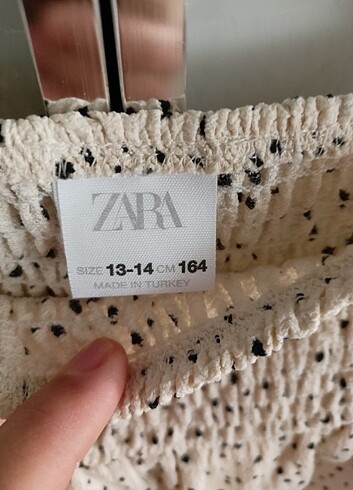 ZARA
SIZE 13-14 CM 164
MADE IN TURKEY